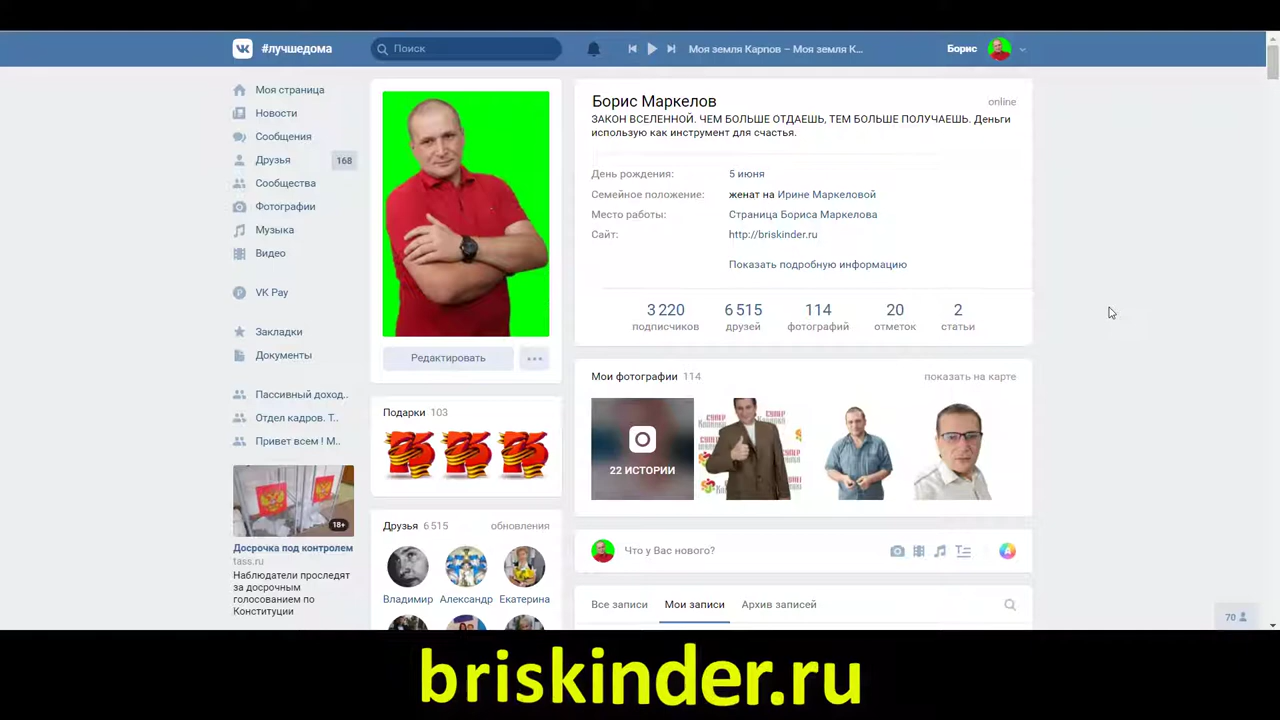 #лучшедома
Поиск
Моя земля Карпов – Моя земля К...
Борис
Моя страница
Новости
Сообщения
Друзья
168
Сообщества
Фотографии
Музыка
Видео
VK Pay
Закладки
Документы
Пассивный доход..
Отдел кадров. Т..
Привет всем ! М..
18+
Досрочка под контролем
tass.ru
Наблюдатели проследят
за досрочным
голосованием по
Конституции
Редактировать
Подарки 103
Друзья 6 515
обновления
Владимир
Александр
Екатерина
Борис Маркелов
online
ЗАКОН ВСЕЛЕННОЙ. ЧЕМ БОЛЬШЕ ОТДАЕШЬ, ТЕМ БОЛЬШЕ ПОЛУЧАЕШЬ. Деньги
использую как инструмент для счастья.
День рождения: 5 июня
Семейное положение: женат на Ирине Маркеловой
Место работы: Страница Бориса Маркелова
Сайт: http://briskinder.ru
Показать подробную информацию
3 220 подписчиков
6 515 друзей
114 фотографий
20 отметок
2 статьи
Мои фотографии 114
показать на карте
22 ИСТОРИИ
Что у Вас нового?
Все записи
Мои записи
Архив записей
70
briskinder.ru